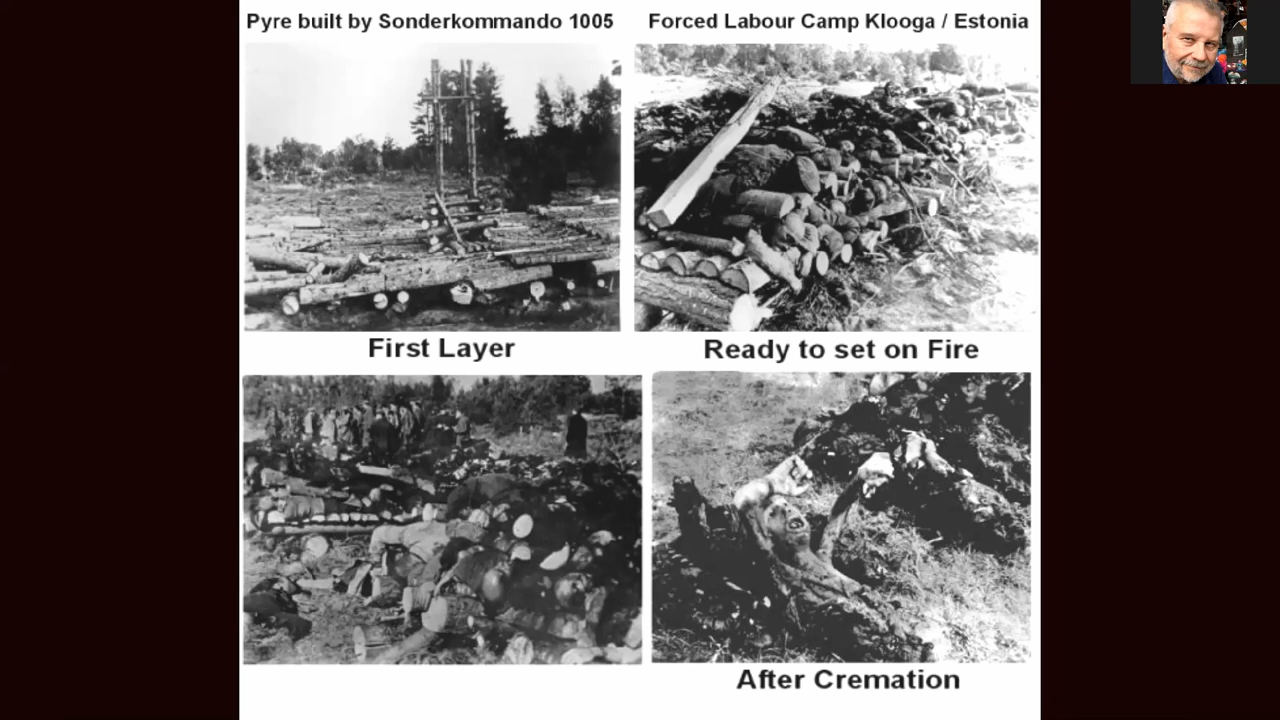 Pyre built by Sonderkommando 1005
Forced Labour Camp Klooga / Estonia
First Layer
Ready to set on Fire
After Cremation